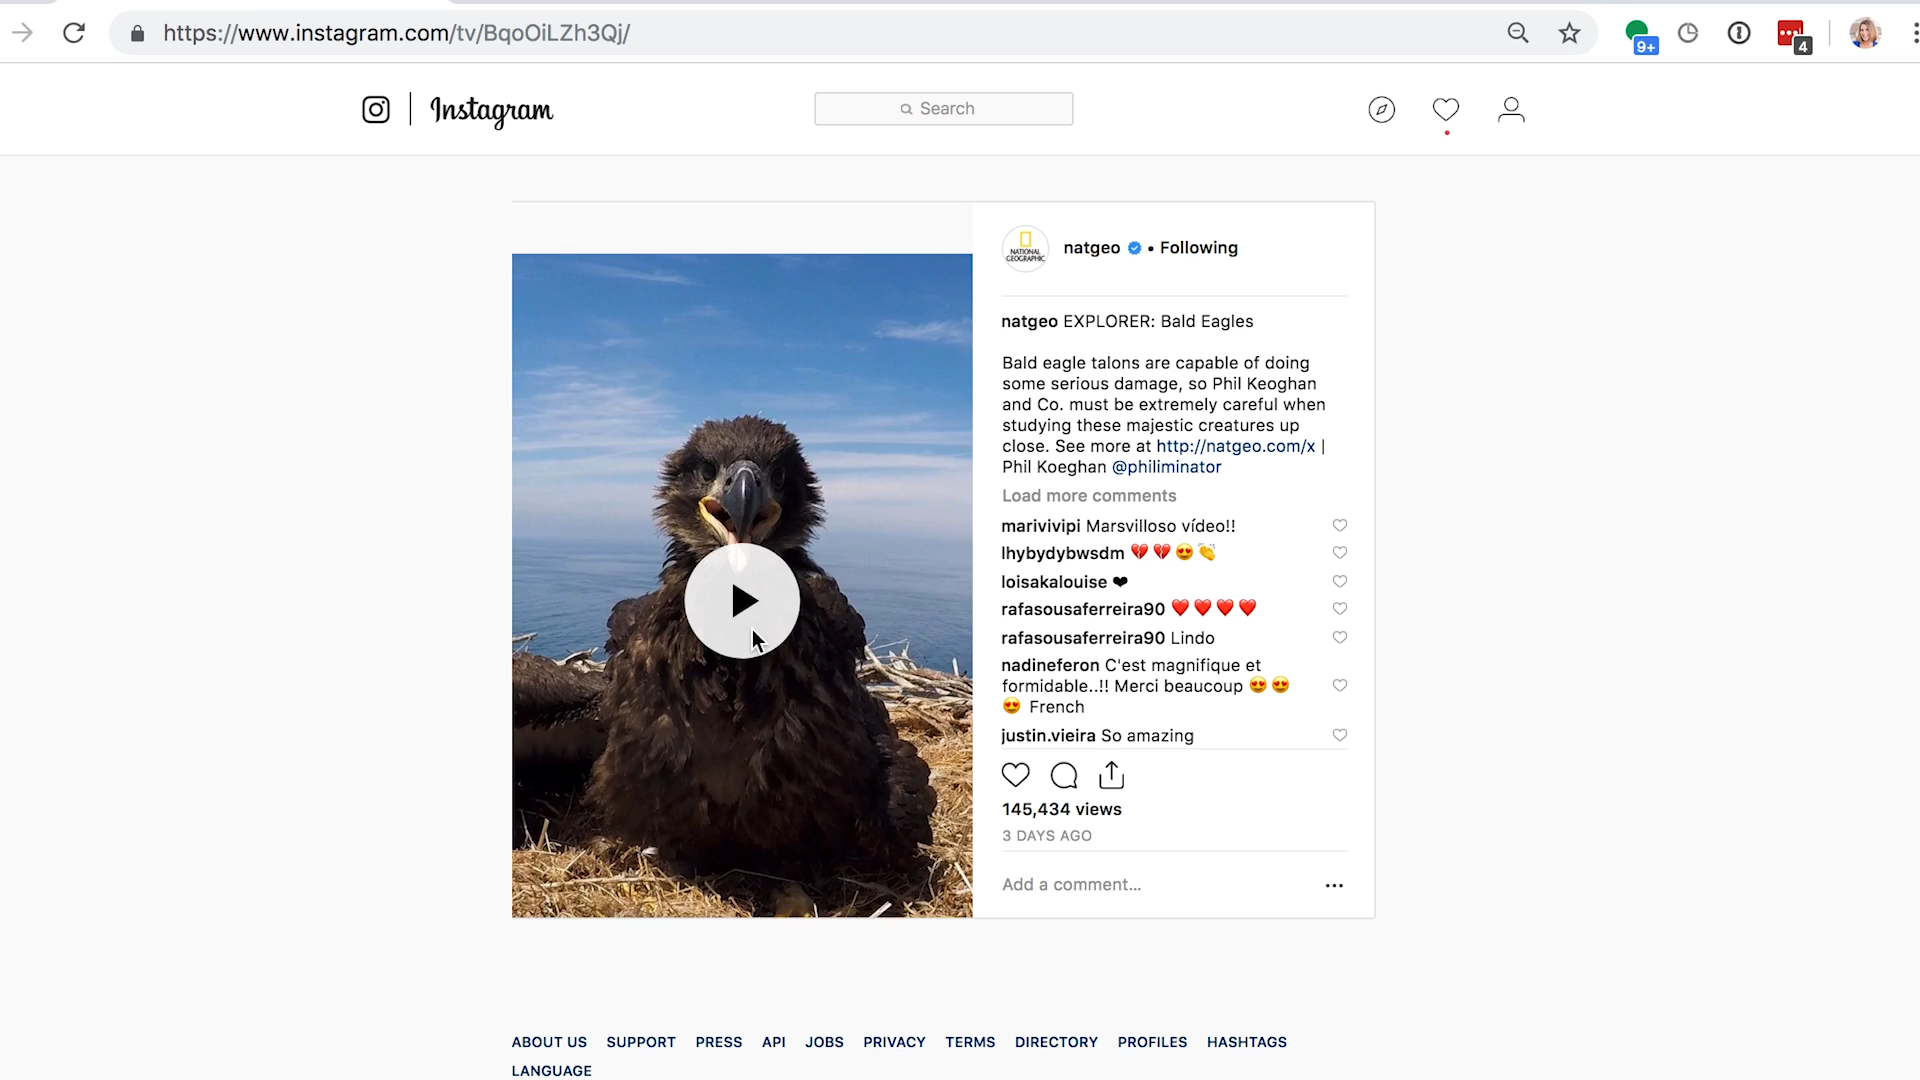 https://www.instagram.com/tv/BqoOiLZh3Qj/
9+
4
Instagram
Search
NATIONAL
GEOGRAPHIC
natgeo • Following
natgeo EXPLORER: Bald Eagles
Bald eagle talons are capable of doing
some serious damage, so Phil Keoghan
and Co. must be extremely careful when
studying these majestic creatures up
close. See more at http://natgeo.com/x |
Phil Koeghan @philiminator
Load more comments
marivivipi Marsvilloso vídeo!!
lhybydybwsdm 💔 💔 😍 👏
loisakalouise ❤
rafasousaferreira90 ❤️ ❤️ ❤️ ❤️
rafasousaferreira90 Lindo
nadineferon C'est magnifique et
formidable..!! Merci beaucoup 😍 😍
😍 French
justin.vieira So amazing
145,434 views
3 DAYS AGO
Add a comment...
ABOUT US SUPPORT PRESS API JOBS PRIVACY TERMS DIRECTORY PROFILES HASHTAGS
LANGUAGE